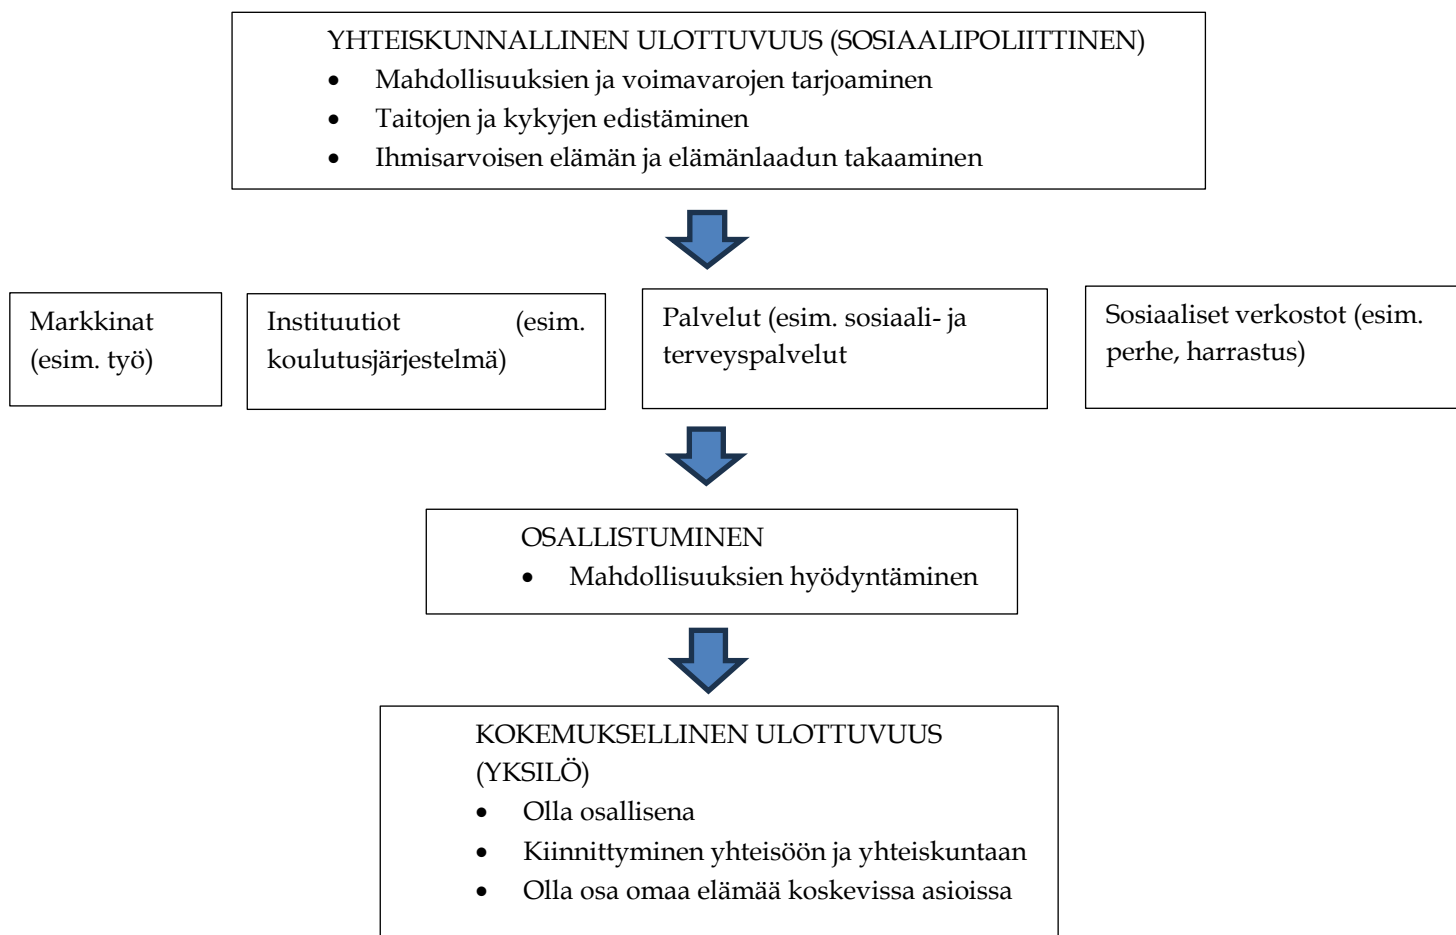 YHTEISKUNNALLINEN ULOTTUVUUS (SOSIAALIPOLIITTINEN)
• Mahdollisuuksien ja voimavarojen tarjoaminen
• Taitojen ja kykyjen edistäminen
• Ihmisarvoisen elämän ja elämänlaadun takaaminen
Markkinat
(esim. työ)
Instituutiot (esim.
koulutusjärjestelmä)
Palvelut (esim. sosiaali- ja
terveyspalvelut
Sosiaaliset verkostot (esim.
perhe, harrastus)
OSALLISTUMINEN
• Mahdollisuuksien hyödyntäminen
KOKEMUKSELLINEN ULOTTUVUUS
(YKSILÖ)
• Olla osallisena
• Kiinnittyminen yhteisöön ja yhteiskuntaan
• Olla osa omaa elämää koskevissa asioissa